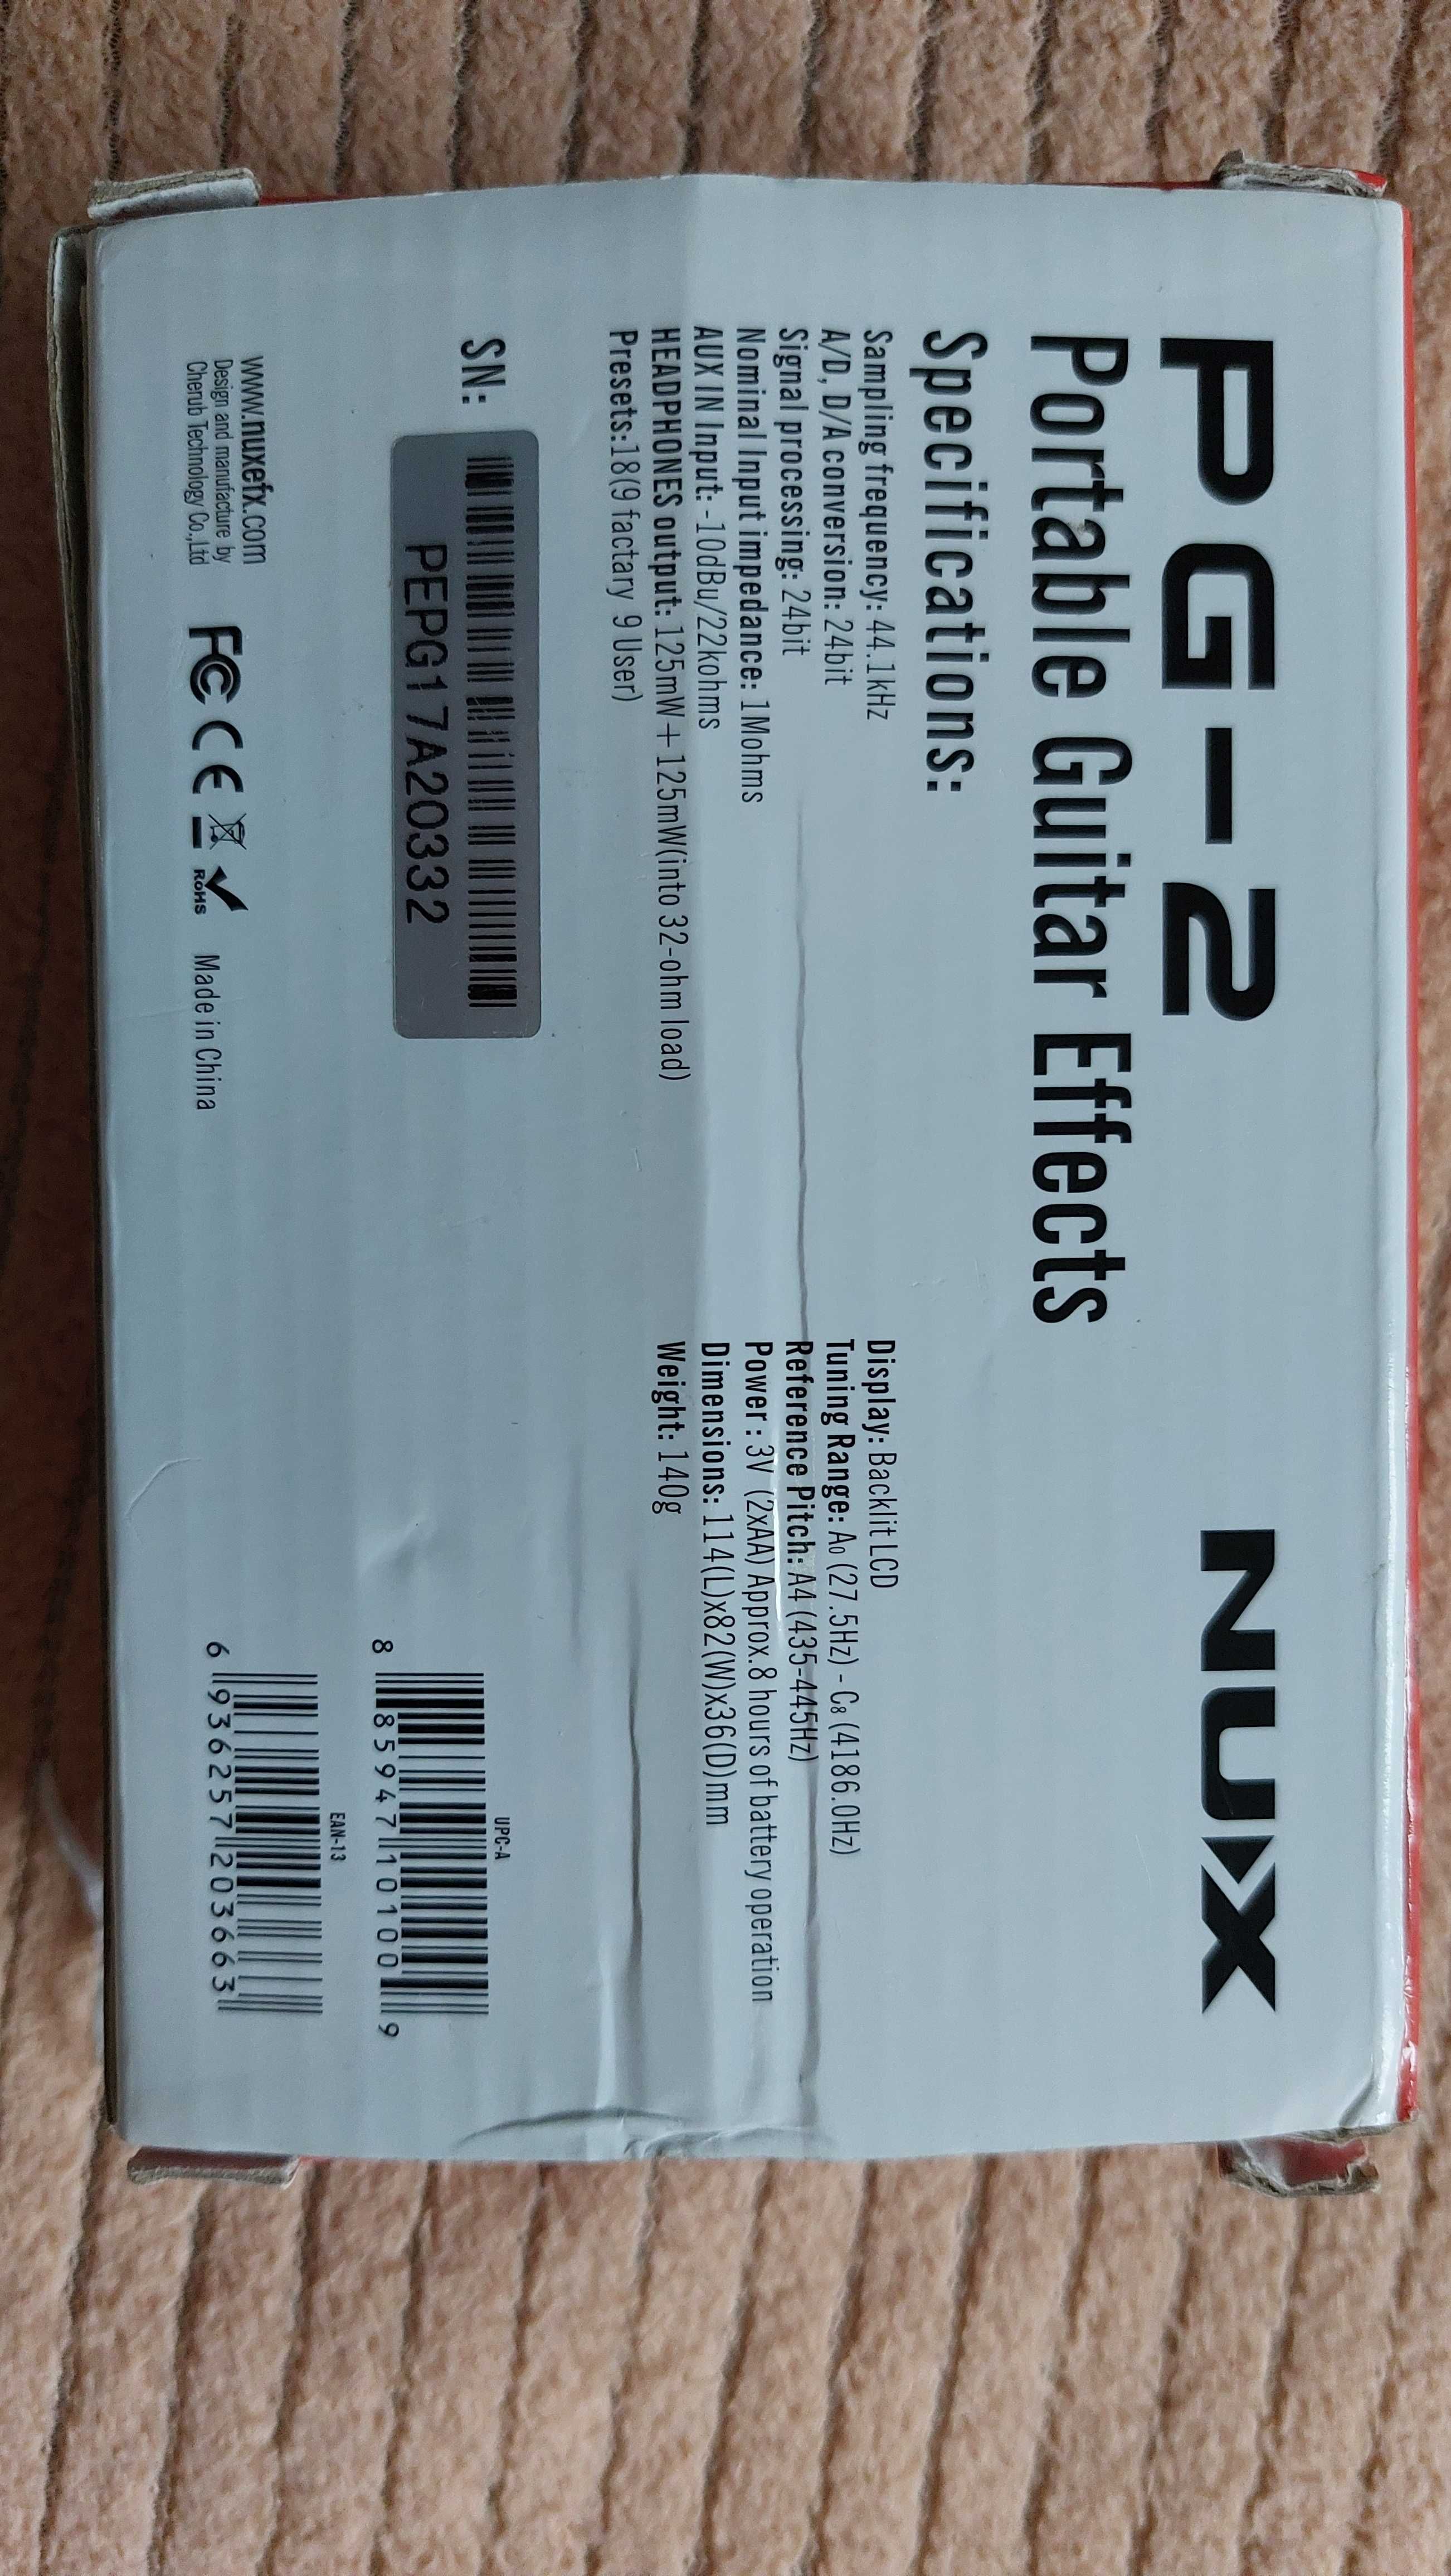 PG-2
NUX
Portable Guitar Effects
Specifications:
Sampling frequency: 44.1kHz
A/D, D/A conversion: 24bit
Signal processing: 24bit
Nominal Input impedance: 1Mohms
AUX IN Input: -10dBu/22kohms
HEADPHONES output: 125mW+125mW(into 32-ohm load)
Presets:18(9 factary 9 User)
Display: Backlit LCD
Tuning Range: A0 (27.5Hz) - C8 (4186.0Hz)
Reference Pitch: A4 (435-445Hz)
Power : 3V (2xAA) Approx.8 hours of battery operation
Dimensions: 114(L)x82(W)x36(D)mm
Weight: 140g
SN:
PEPG17A20332
UPC-A
8 85947 10100 9
EAN-13
6 936257 203663
www.nuxefx.com
Design and manufacture by
Cherub Technology Co.,Ltd
FC CE RoHS Made in China